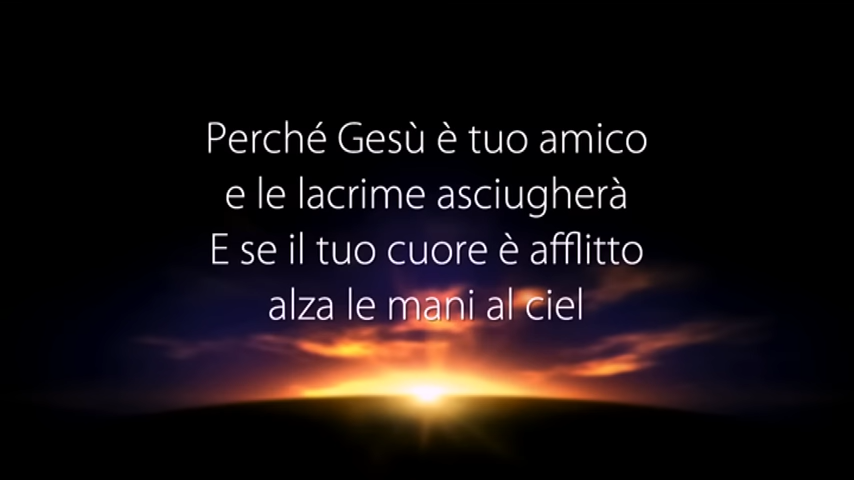 Perché Gesù è tuo amico
e le lacrime asciugherà
E se il tuo cuore è afflitto
alza le mani al ciel